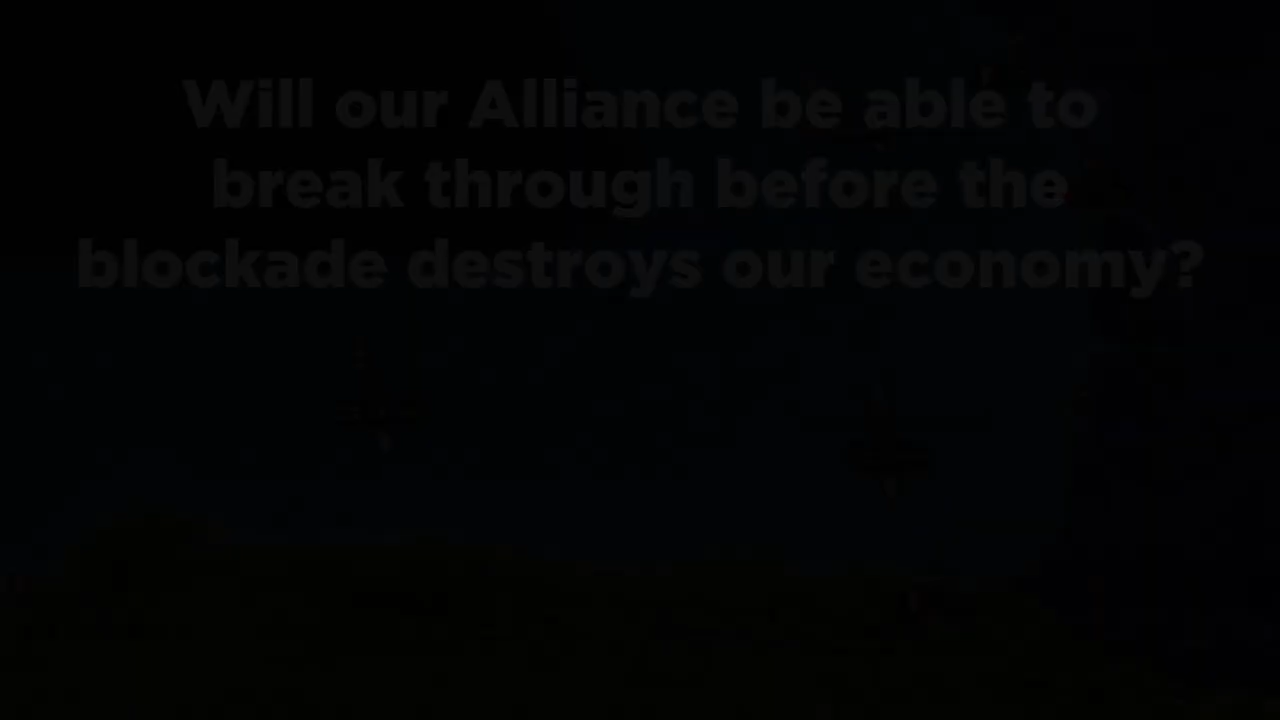 Will our Alliance be able to
break through before the
blockade destroys our economy?